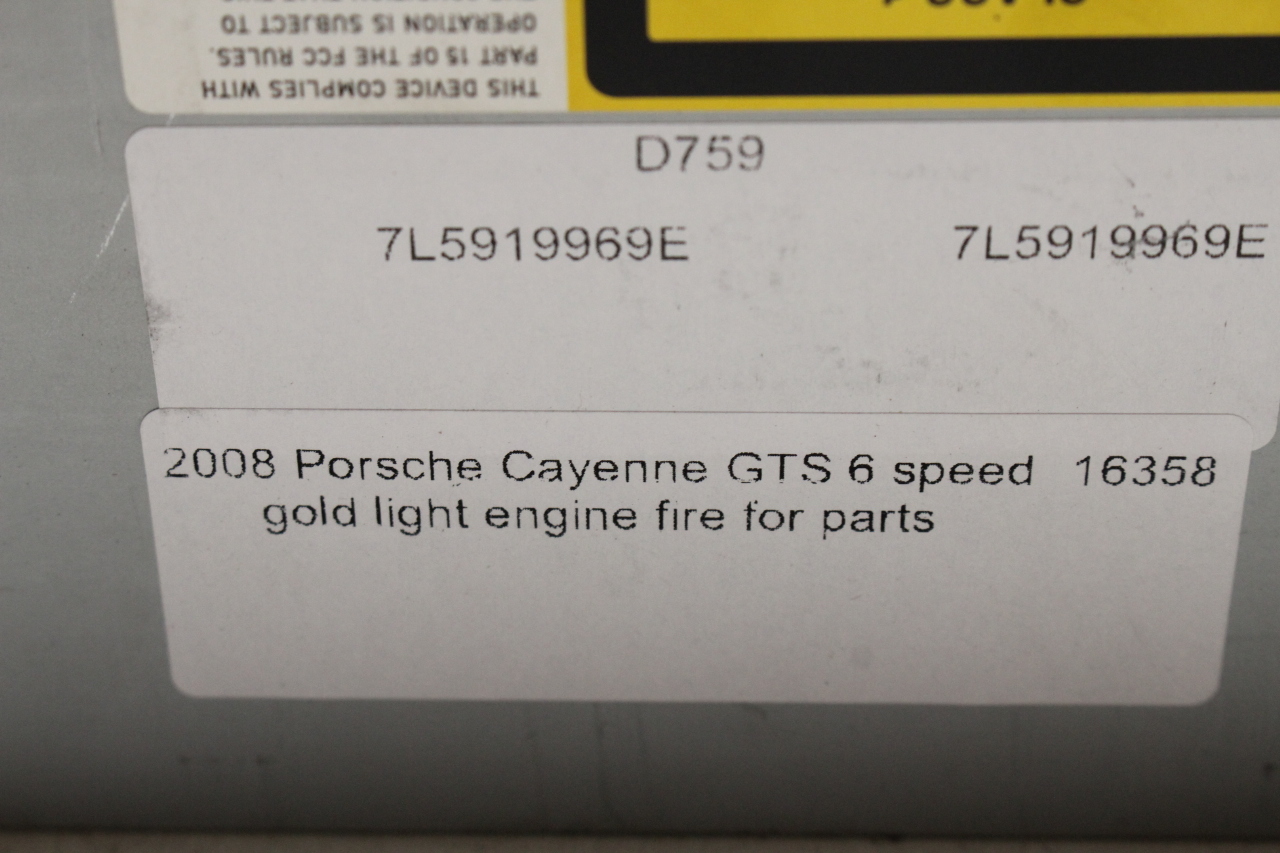 THIS DEVICE COMPLIES WITH
PART 15 OF THE FCC RULES.
OPERATION IS SUBJECT TO
D759
7L5919969E 7L5919969E
2008 Porsche Cayenne GTS 6 speed 16358
gold light engine fire for parts